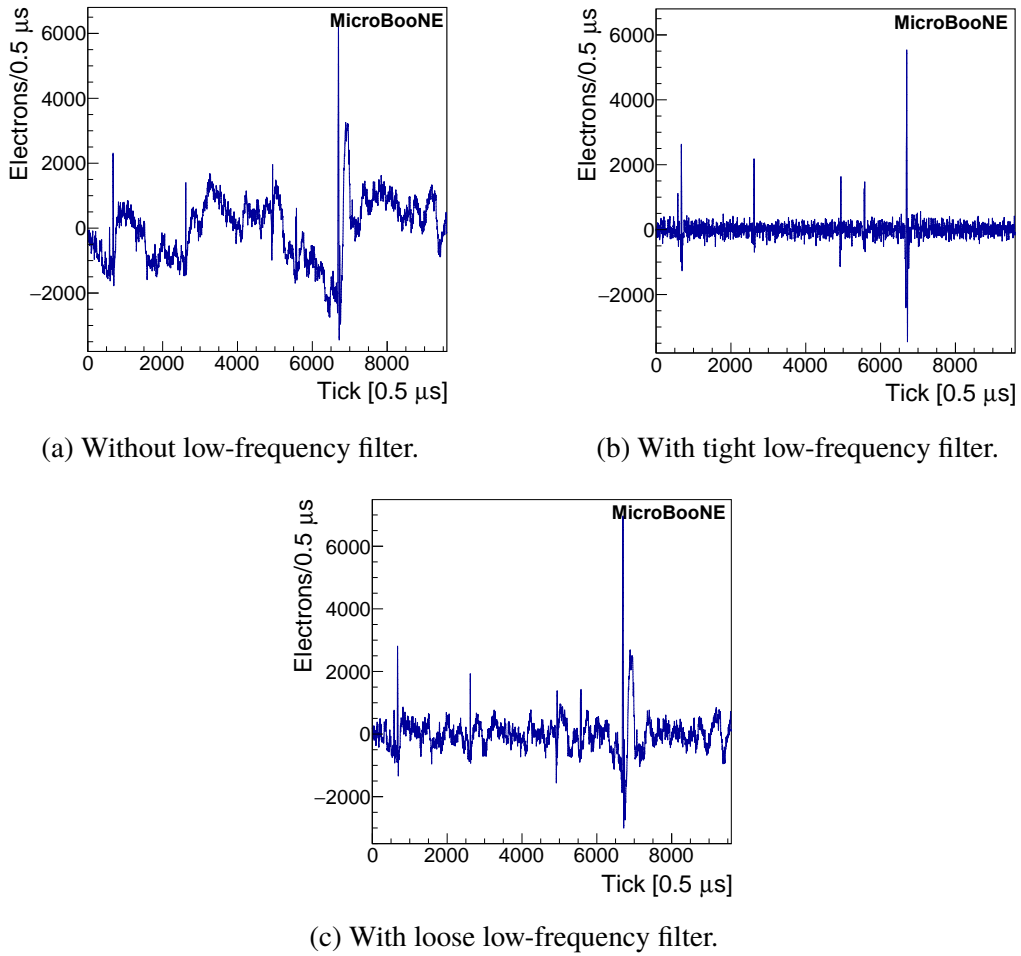 MicroBooNE
Electrons/0.5 μs
6000
4000
2000
0
−2000
0 2000 4000 6000 8000
Tick [0.5 μs]
(a) Without low-frequency filter.
MicroBooNE
Electrons/0.5 μs
6000
4000
2000
0
−2000
0 2000 4000 6000 8000
Tick [0.5 μs]
(b) With tight low-frequency filter.
MicroBooNE
Electrons/0.5 μs
6000
4000
2000
0
−2000
0 2000 4000 6000 8000
Tick [0.5 μs]
(c) With loose low-frequency filter.